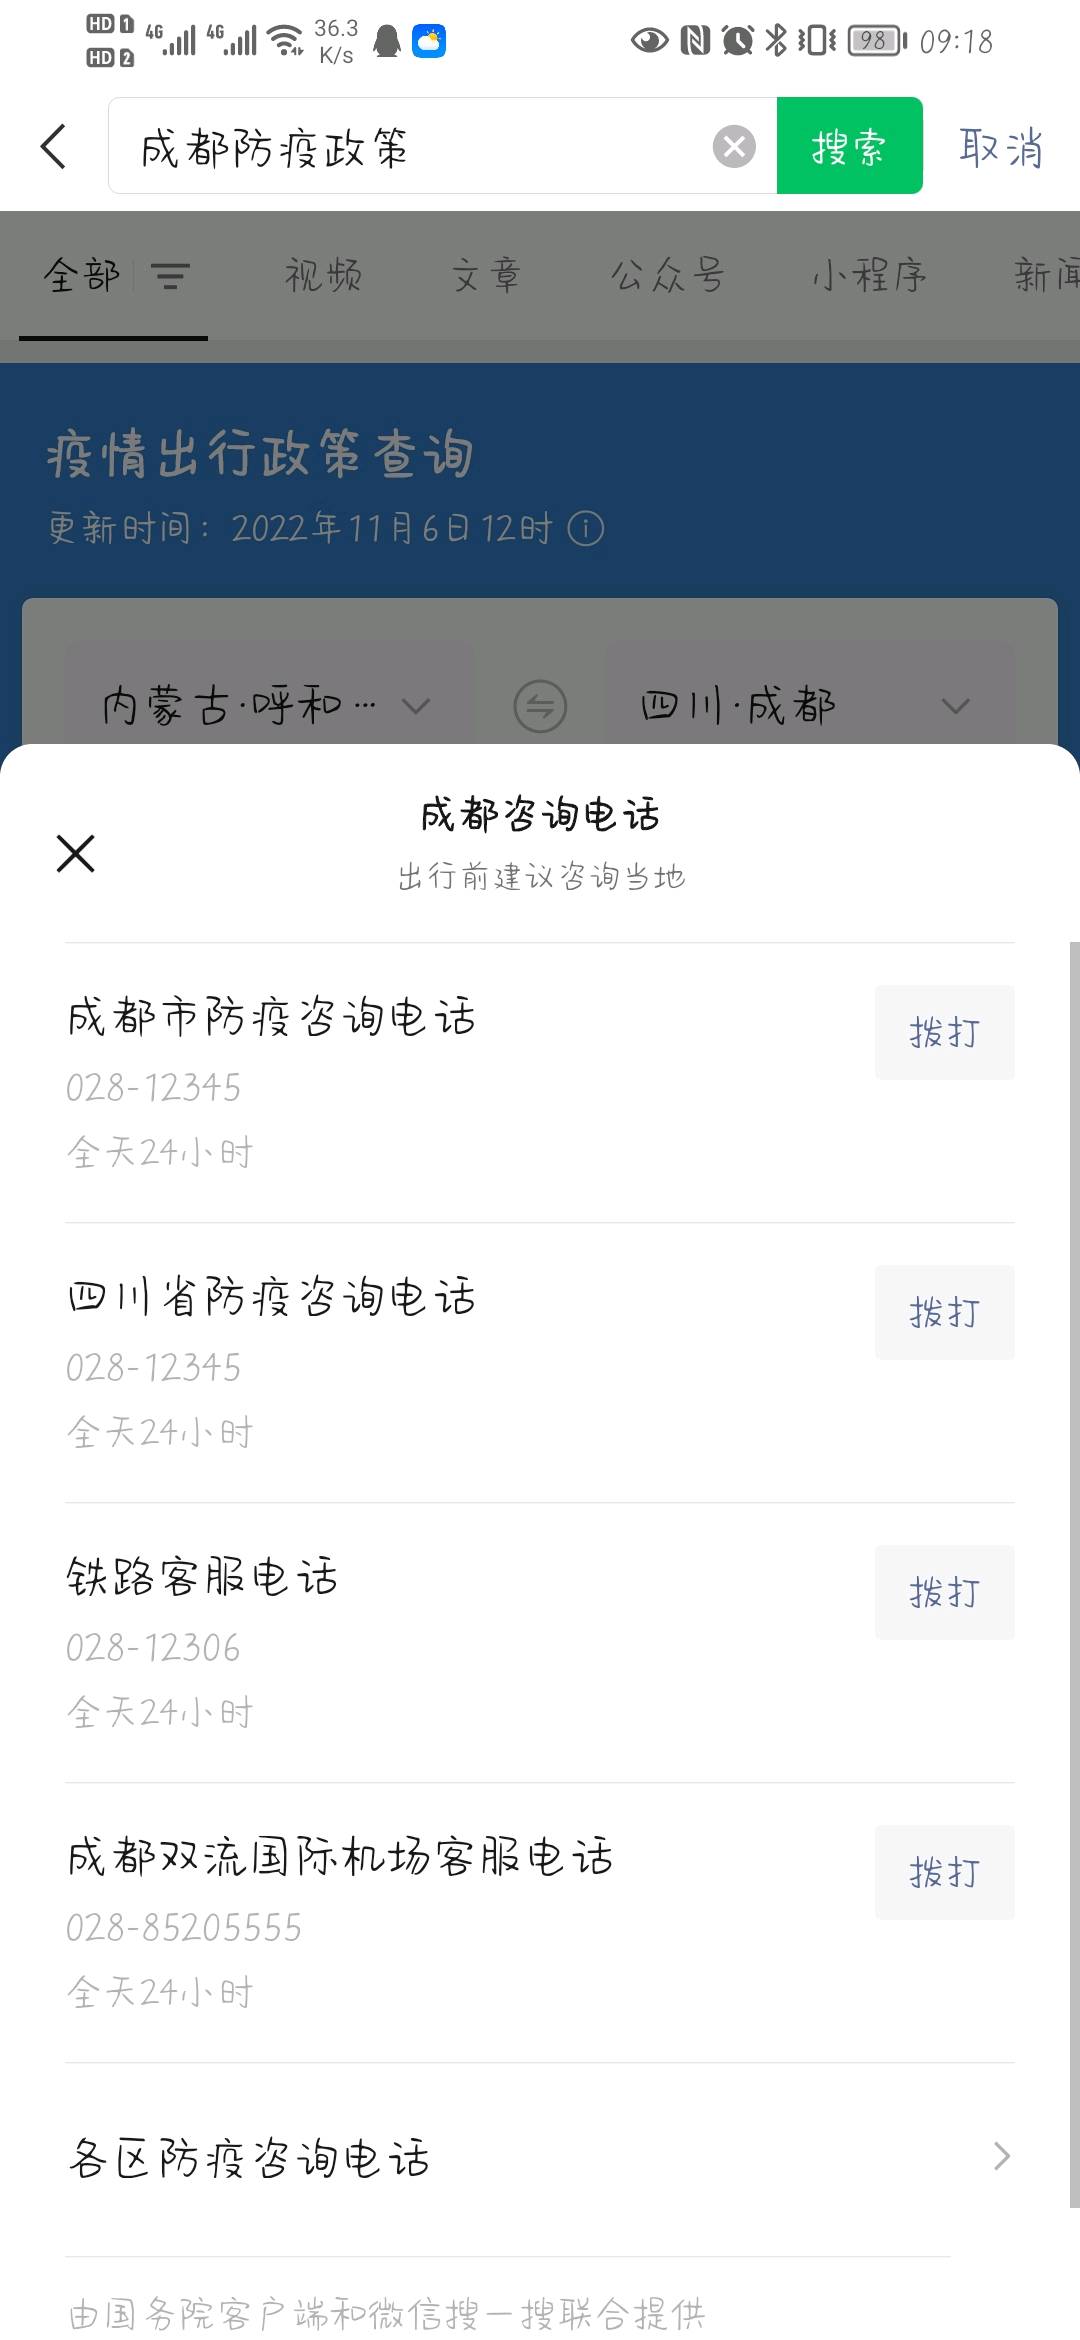 HD 1 4G 4G 36.3 K/s 98 09:18
HD 2
成都防疫政策 搜索 取消
全部 视频 文章 公众号 小程序 新闻
疫情出行政策查询
更新时间：2022年11月6日12时
内蒙古·呼和… 四川·成都
成都咨询电话
出行前建议咨询当地
成都市防疫咨询电话
拨打
028-12345
全天24小时
四川省防疫咨询电话
拨打
028-12345
全天24小时
铁路客服电话
拨打
028-12306
全天24小时
成都双流国际机场客服电话
拨打
028-85205555
全天24小时
各区防疫咨询电话
由国务院客户端和微信搜一搜联合提供